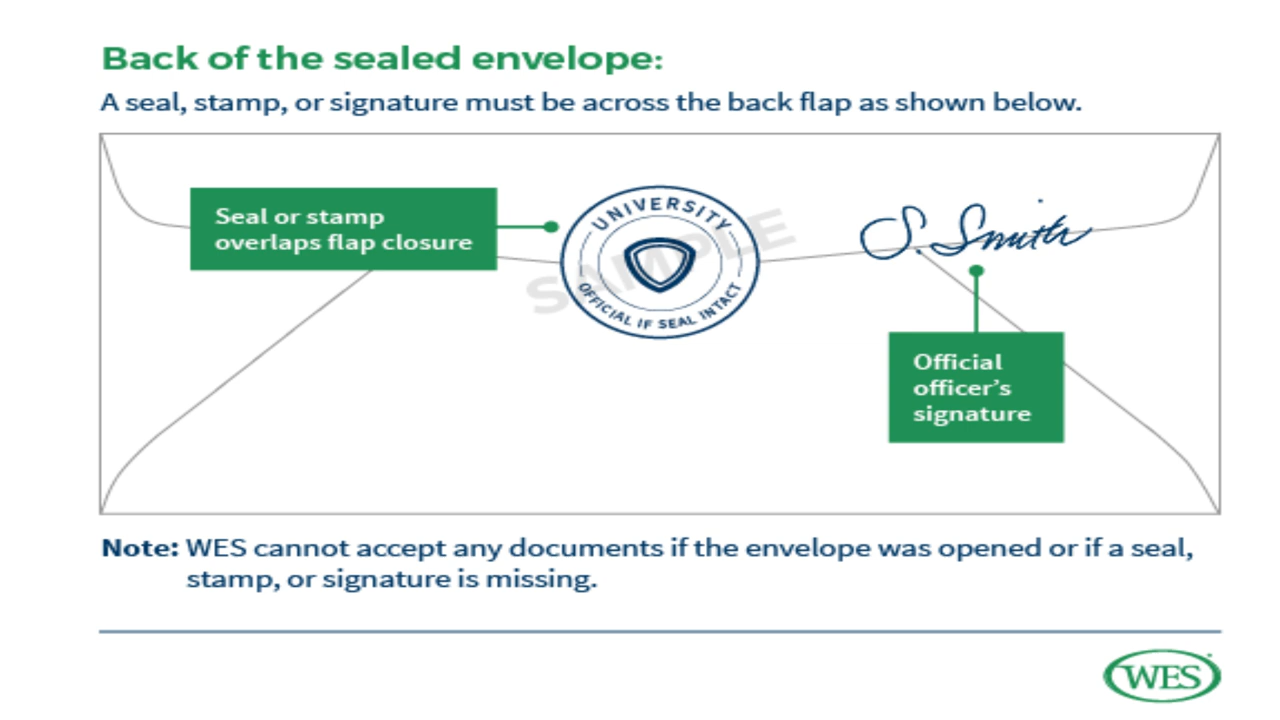 Back of the sealed envelope:
A seal, stamp, or signature must be across the back flap as shown below.
Seal or stamp
overlaps flap closure
UNIVERSITY
OFFICIAL IF SEAL INTACT
SAMPLE
S. Smith
Official
officer’s
signature
Note: WES cannot accept any documents if the envelope was opened or if a seal,
stamp, or signature is missing.
WES